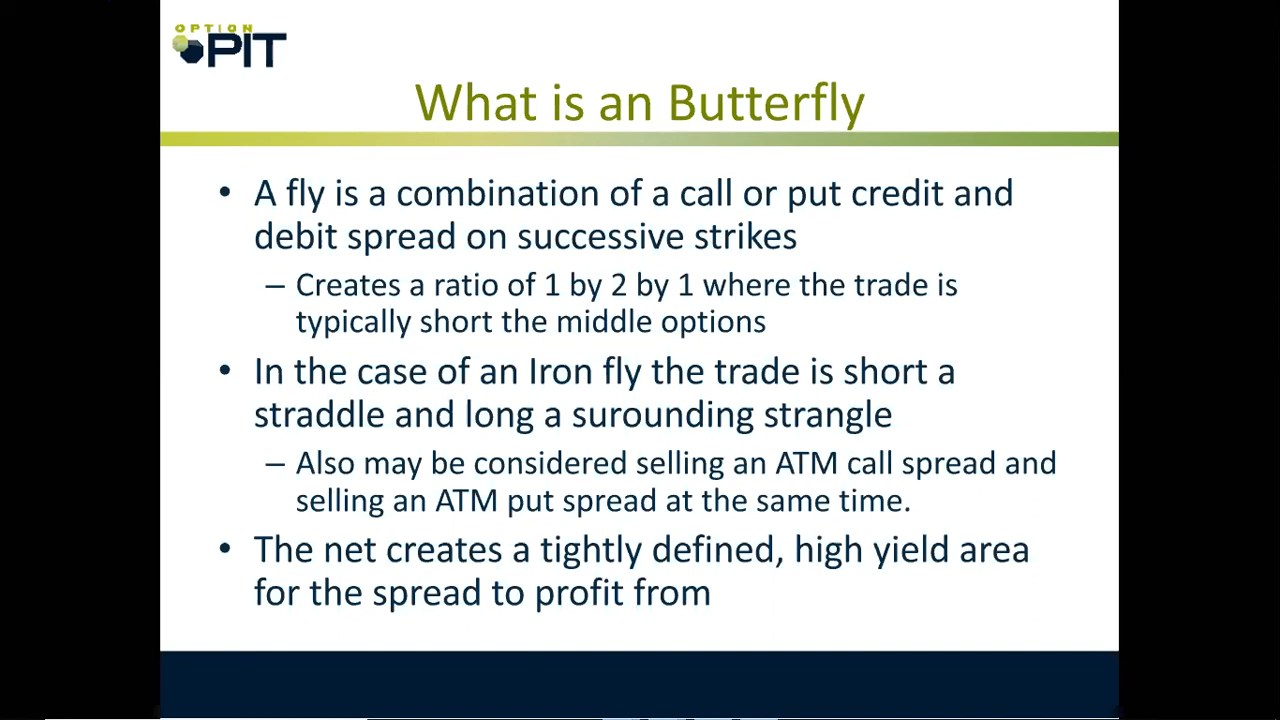 OPTION
PIT
What is an Butterfly
• A fly is a combination of a call or put credit and
debit spread on successive strikes
– Creates a ratio of 1 by 2 by 1 where the trade is
typically short the middle options
• In the case of an Iron fly the trade is short a
straddle and long a surounding strangle
– Also may be considered selling an ATM call spread and
selling an ATM put spread at the same time.
• The net creates a tightly defined, high yield area
for the spread to profit from